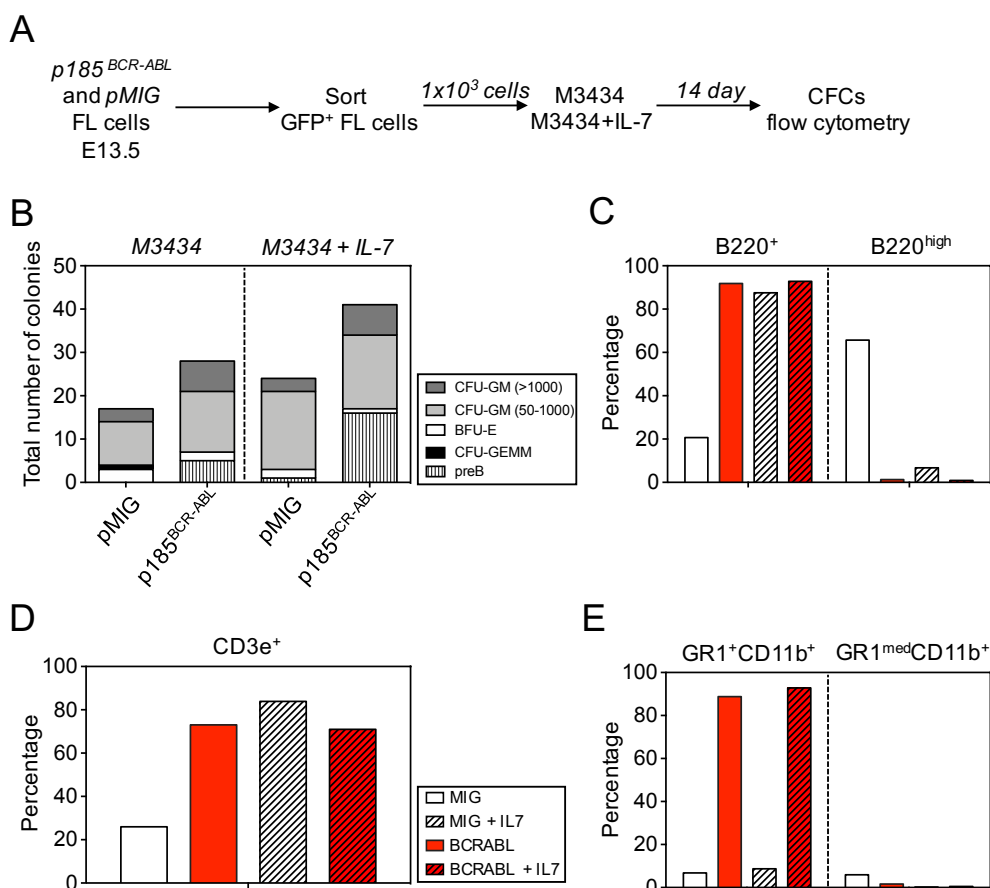 A
p185 BCR-ABL
and pMIG
FL cells
E13.5
Sort
GFP+ FL cells
1x10³ cells
M3434
M3434+IL-7
14 day
CFCs
flow cytometry
B
M3434
M3434 + IL-7
Total number of colonies
50
40
30
20
10
0
pMIG
p185BCR-ABL
pMIG
p185BCR-ABL
CFU-GM (>1000)
CFU-GM (50-1000)
BFU-E
CFU-GEMM
preB
C
B220+
B220high
Percentage
100
80
60
40
20
0
D
CD3e+
Percentage
100
80
60
40
20
0
MIG
MIG + IL7
BCRABL
BCRABL + IL7
E
GR1+CD11b+
GR1medCD11b+
Percentage
100
80
60
40
20
0